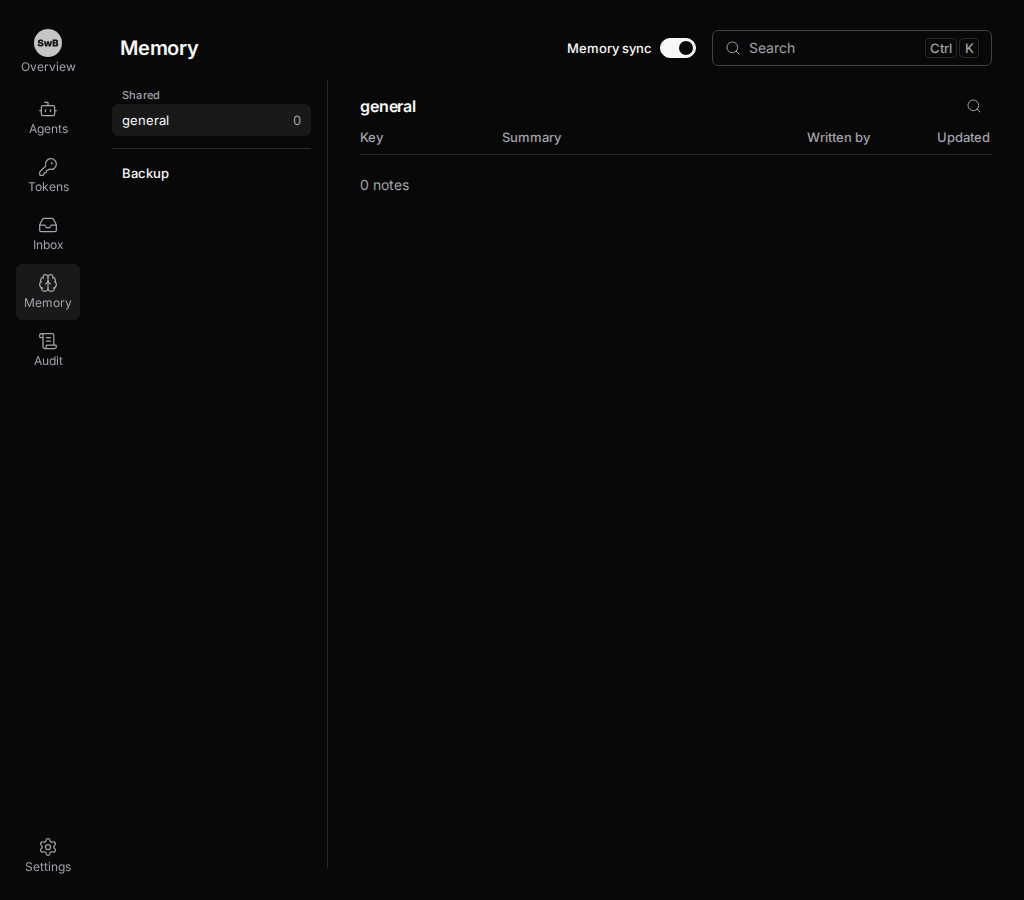 SwB
Overview
Agents
Tokens
Inbox
Memory
Audit
Settings
Memory
Memory sync
Search
Ctrl K
Shared
general 0
Backup
general
Key Summary Written by Updated
0 notes